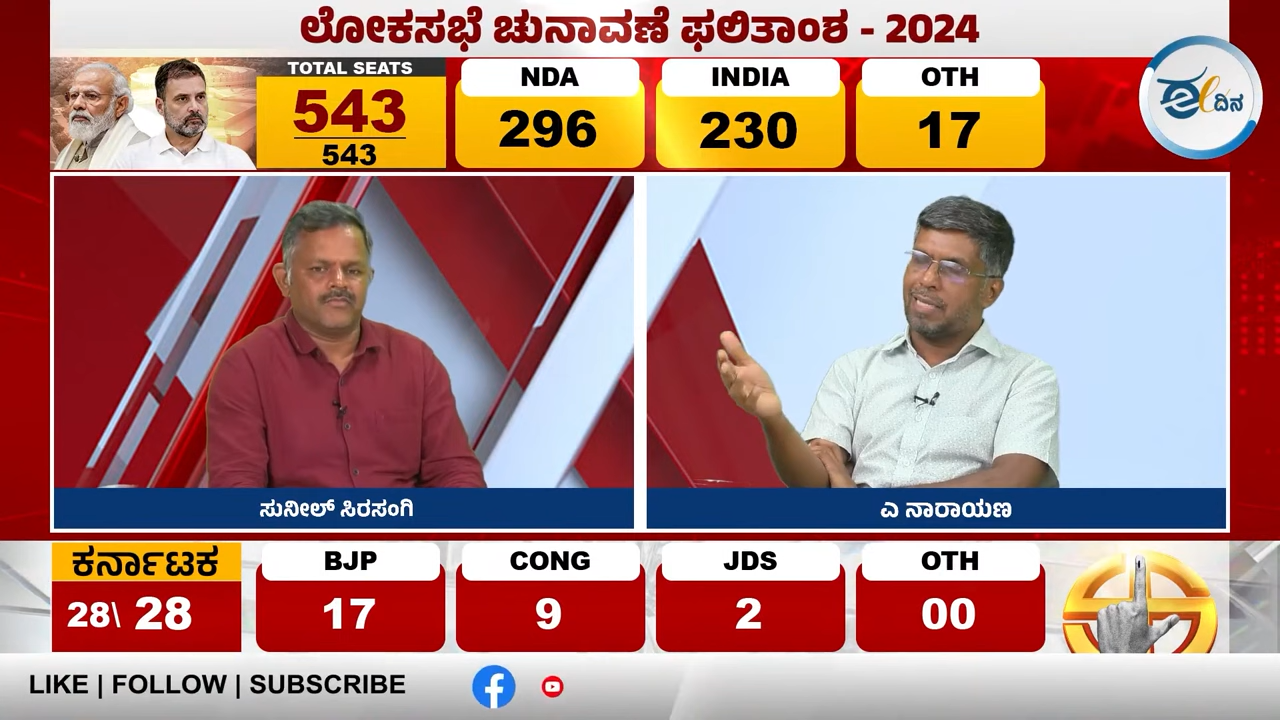 ಲೋಕಸಭೆ ಚುನಾವಣೆ ಫಲಿತಾಂಶ - 2024
TOTAL SEATS
543
543
NDA
296
INDIA
230
OTH
17
ಈ ದಿನ
ಸುನೀಲ್ ಸಿರಸಂಗಿ
ಎ ನಾರಾಯಣ
ಕರ್ನಾಟಕ
28\ 28
BJP
17
CONG
9
JDS
2
OTH
00
LIKE | FOLLOW | SUBSCRIBE